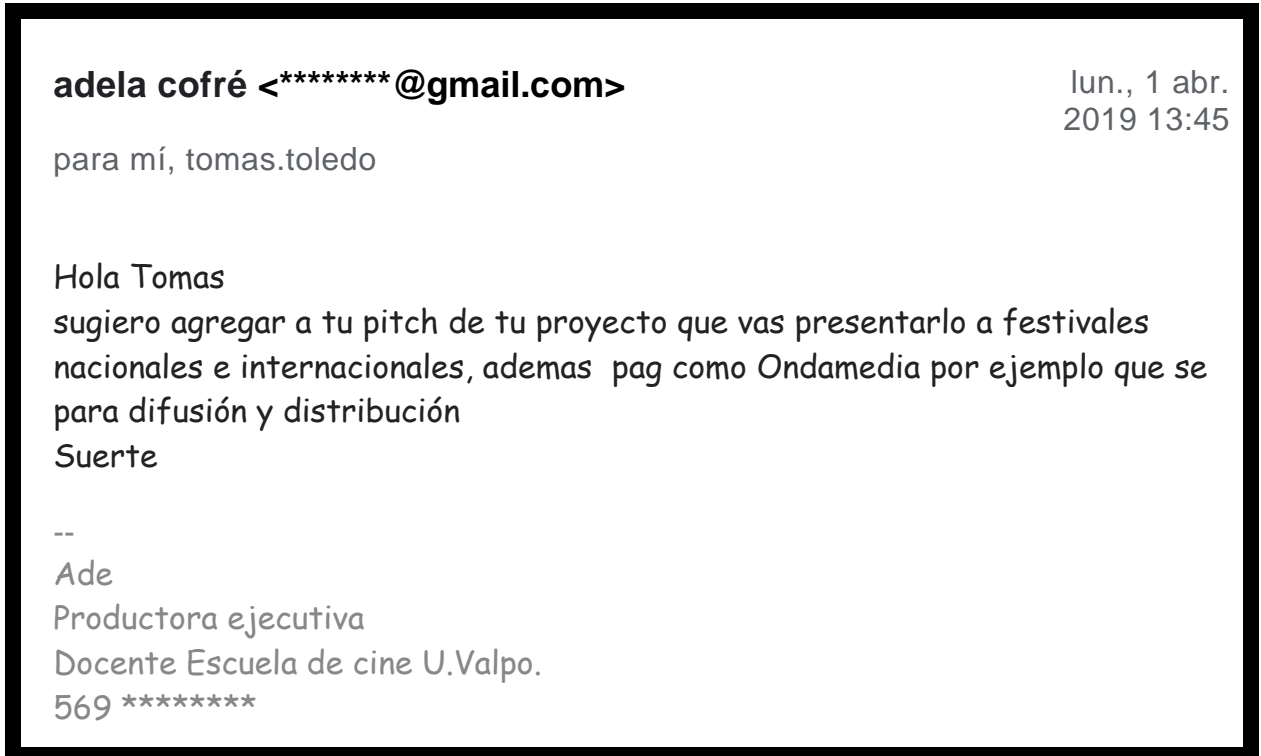 adela cofré <********@gmail.com>
lun., 1 abr.
2019 13:45
para mí, tomas.toledo
Hola Tomas
sugiero agregar a tu pitch de tu proyecto que vas presentarlo a festivales
nacionales e internacionales, ademas  pag como Ondamedia por ejemplo que se
para difusión y distribución
Suerte
--
Ade
Productora ejecutiva
Docente Escuela de cine U.Valpo.
569 ********